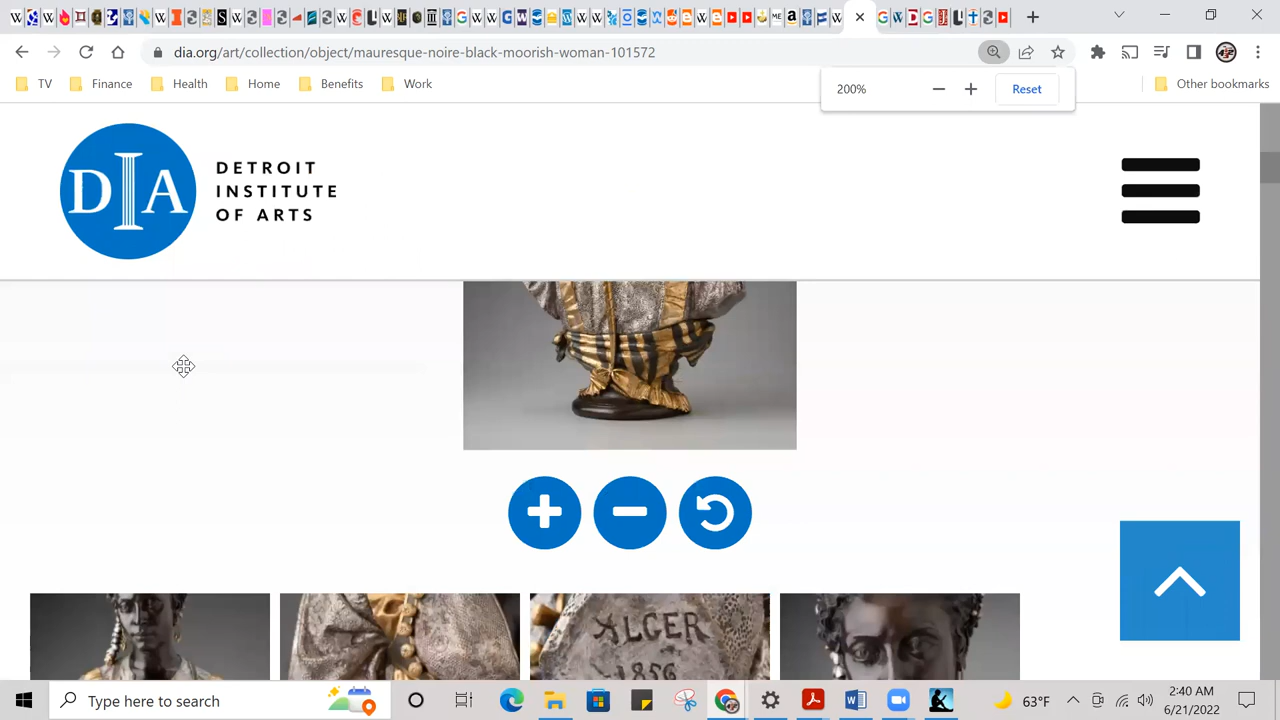 dia.org/art/collection/object/mauresque-noire-black-moorish-woman-101572
TV
Finance
Health
Home
Benefits
Work
Other bookmarks
200%
Reset
DIA
DETROIT
INSTITUTE
OF ARTS
ALGER
1856
Type here to search
63°F
2:40 AM
6/21/2022